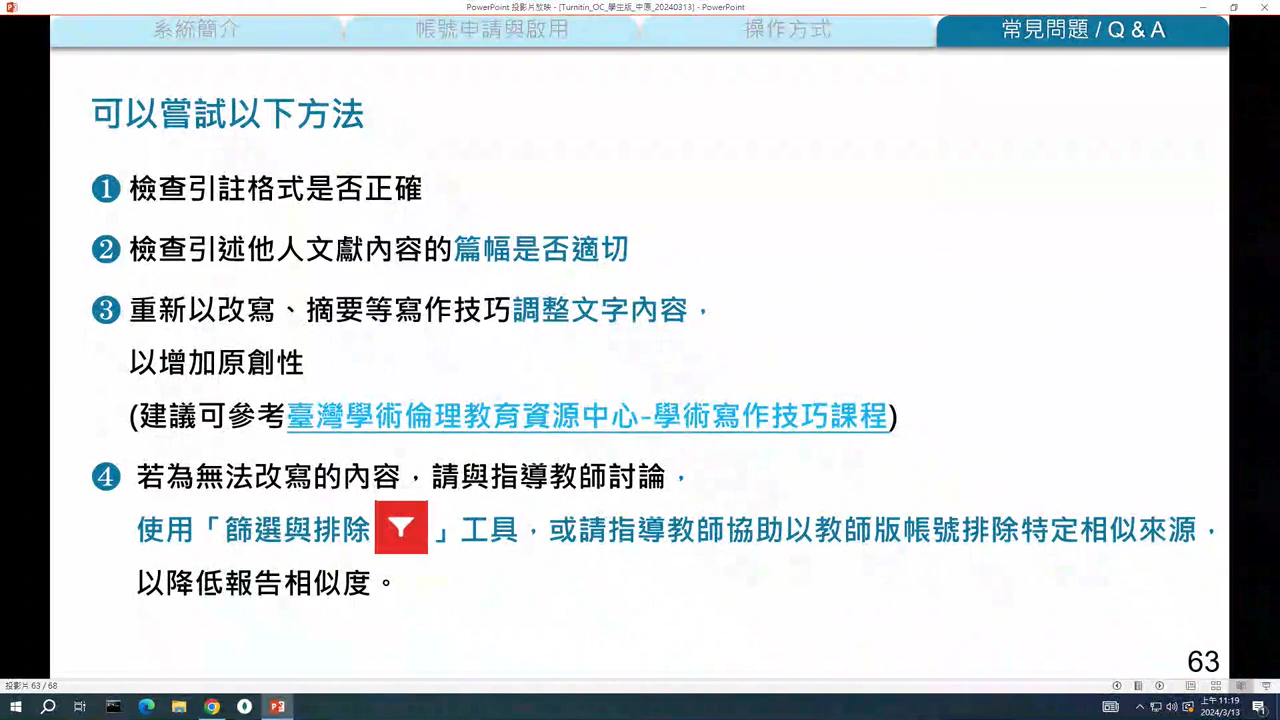 PowerPoint 投影片放映 - [Turnitin_OC_學生版_中原_20240313] - PowerPoint
系統簡介
帳號申請與啟用
操作方式
常見問題 / Q & A
可以嘗試以下方法
❶ 檢查引註格式是否正確
❷ 檢查引述他人文獻內容的篇幅是否適切
❸ 重新以改寫、摘要等寫作技巧調整文字內容，
以增加原創性
(建議可參考臺灣學術倫理教育資源中心-學術寫作技巧課程)
❹ 若為無法改寫的內容，請與指導教師討論，
使用「篩選與排除」工具，或請指導教師協助以教師版帳號排除特定相似來源，
以降低報告相似度。
63
投影片 63 / 68
上午 11:19
2024/3/13